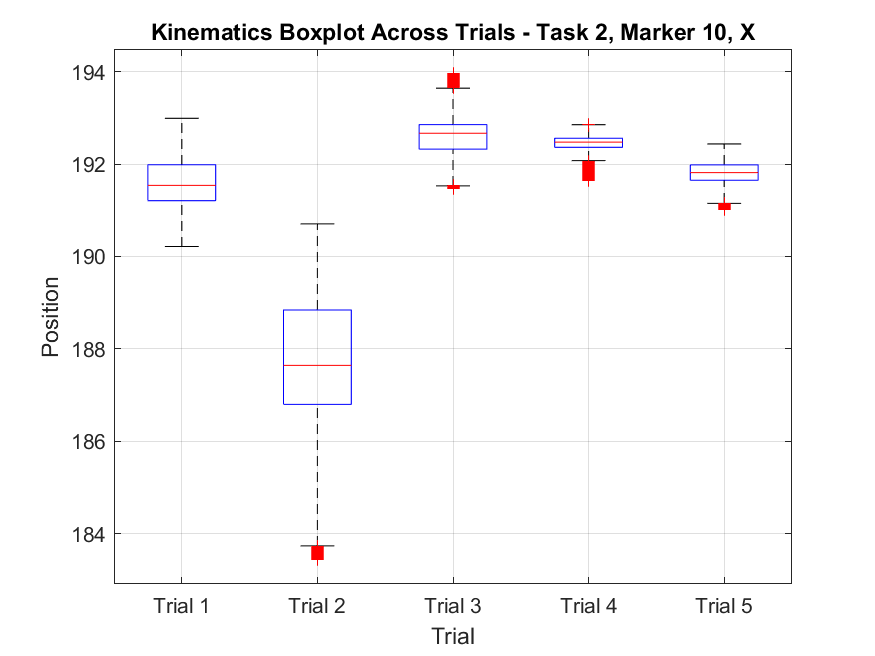 Kinematics Boxplot Across Trials - Task 2, Marker 10, X
194
192
190
188
186
184
Position
Trial 1 Trial 2 Trial 3 Trial 4 Trial 5
Trial